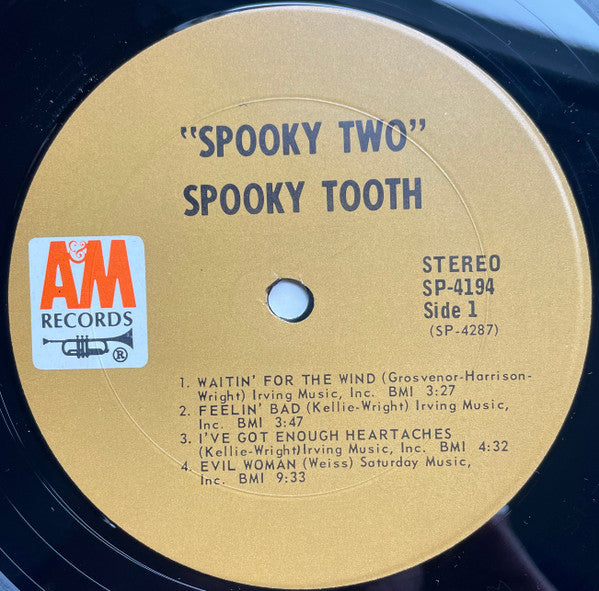 "SPOOKY TWO"
SPOOKY TOOTH
A&M
RECORDS
®
STEREO
SP-4194
Side 1
(SP-4287)
1. WAITIN' FOR THE WIND (Grosvenor-Harrison-
Wright) Irving Music, Inc. BMI 3:27
2. FEELIN' BAD (Kellie-Wright) Irving Music,
Inc. BMI 3:47
3. I'VE GOT ENOUGH HEARTACHES
(Kellie-Wright)Irving Music, Inc. BMI 4:32
4. EVIL WOMAN (Weiss) Saturday Music,
Inc. BMI 9:33